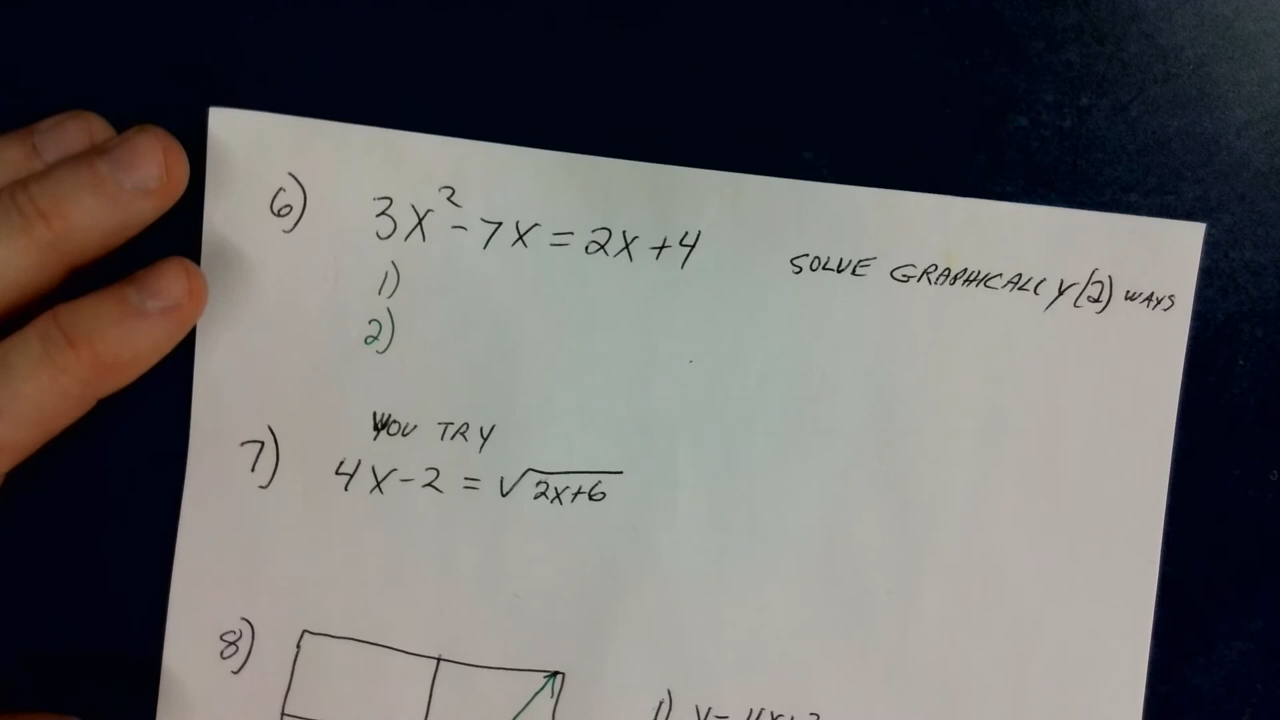 6) 3x² - 7x = 2x + 4 SOLVE GRAPHICALLY (2) WAYS
1)
2)
YOU TRY
7) 4x - 2 = √(2x+6)
8)
1)